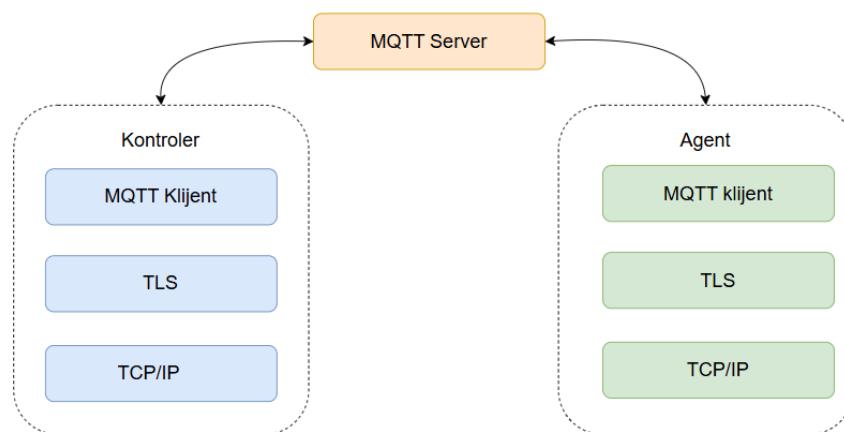 MQTT Server
Kontroler
MQTT Klijent
TLS
TCP/IP
Agent
MQTT klijent
TLS
TCP/IP